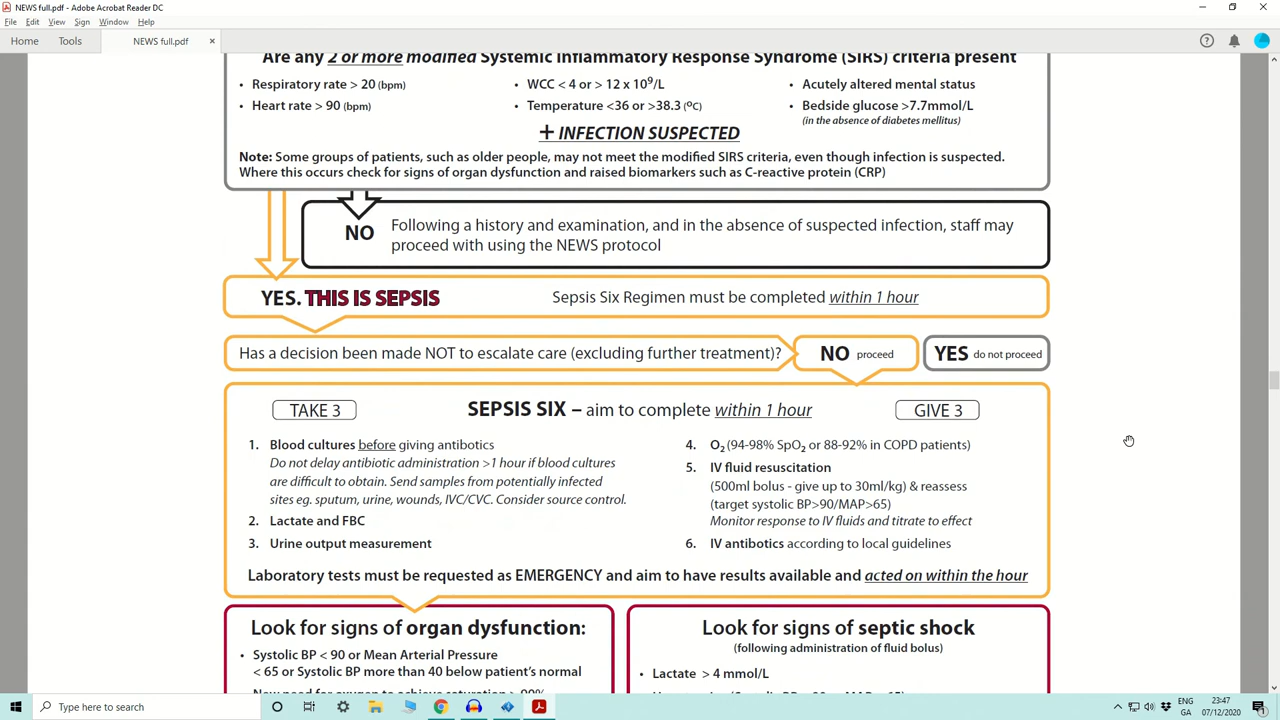 NEWS full.pdf - Adobe Acrobat Reader DC
File Edit View Sign Window Help
Home Tools NEWS full.pdf ×
Are any 2 or more modified Systemic Inflammatory Response Syndrome (SIRS) criteria present
• Respiratory rate > 20 (bpm)
• Heart rate > 90 (bpm)
• WCC < 4 or > 12 x 10⁹/L
• Temperature <36 or >38.3 (ºC)
• Acutely altered mental status
• Bedside glucose >7.7mmol/L
(in the absence of diabetes mellitus)
+ INFECTION SUSPECTED
Note: Some groups of patients, such as older people, may not meet the modified SIRS criteria, even though infection is suspected.
Where this occurs check for signs of organ dysfunction and raised biomarkers such as C-reactive protein (CRP)
NO
Following a history and examination, and in the absence of suspected infection, staff may
proceed with using the NEWS protocol
YES. THIS IS SEPSIS
Sepsis Six Regimen must be completed within 1 hour
Has a decision been made NOT to escalate care (excluding further treatment)?
NO proceed
YES do not proceed
TAKE 3
SEPSIS SIX – aim to complete within 1 hour
GIVE 3
1. Blood cultures before giving antibiotics
Do not delay antibiotic administration >1 hour if blood cultures
are difficult to obtain. Send samples from potentially infected
sites eg. sputum, urine, wounds, IVC/CVC. Consider source control.
2. Lactate and FBC
3. Urine output measurement
4. O₂ (94-98% SpO₂ or 88-92% in COPD patients)
5. IV fluid resuscitation
(500ml bolus - give up to 30ml/kg) & reassess
(target systolic BP>90/MAP>65)
Monitor response to IV fluids and titrate to effect
6. IV antibiotics according to local guidelines
Laboratory tests must be requested as EMERGENCY and aim to have results available and acted on within the hour
Look for signs of organ dysfunction:
• Systolic BP < 90 or Mean Arterial Pressure
< 65 or Systolic BP more than 40 below patient's normal
Look for signs of septic shock
(following administration of fluid bolus)
• Lactate > 4 mmol/L
Type here to search
ENG
GA
23:47
07/12/2020
1